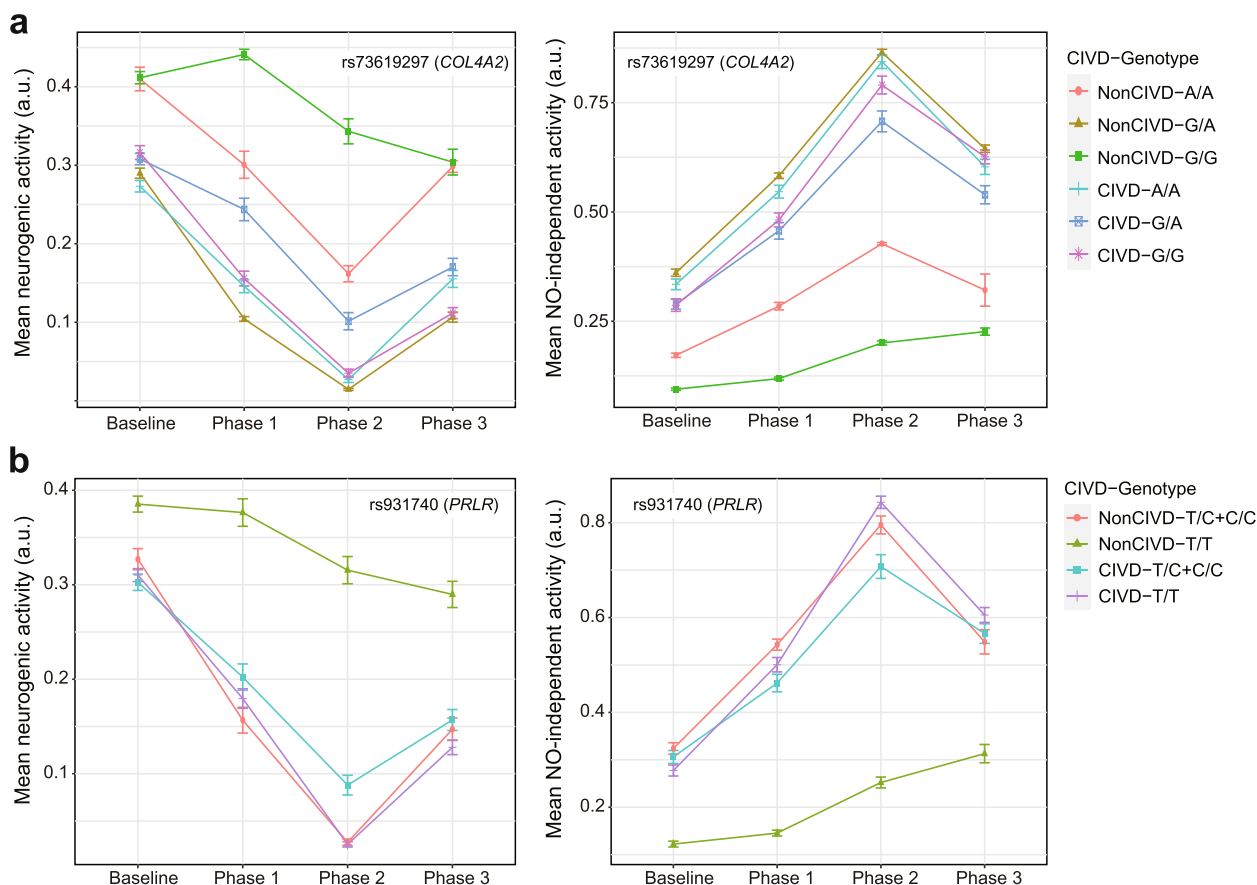 a
Mean neurogenic activity (a.u.)
0.4
0.3
0.2
0.1
rs73619297 (COL4A2)
Baseline Phase 1 Phase 2 Phase 3
Mean NO-independent activity (a.u.)
0.75
0.50
0.25
rs73619297 (COL4A2)
Baseline Phase 1 Phase 2 Phase 3
CIVD-Genotype
NonCIVD-A/A
NonCIVD-G/A
NonCIVD-G/G
CIVD-A/A
CIVD-G/A
CIVD-G/G
b
Mean neurogenic activity (a.u.)
0.4
0.3
0.2
0.1
rs931740 (PRLR)
Baseline Phase 1 Phase 2 Phase 3
Mean NO-independent activity (a.u.)
0.8
0.6
0.4
0.2
rs931740 (PRLR)
Baseline Phase 1 Phase 2 Phase 3
CIVD-Genotype
NonCIVD-T/C+C/C
NonCIVD-T/T
CIVD-T/C+C/C
CIVD-T/T